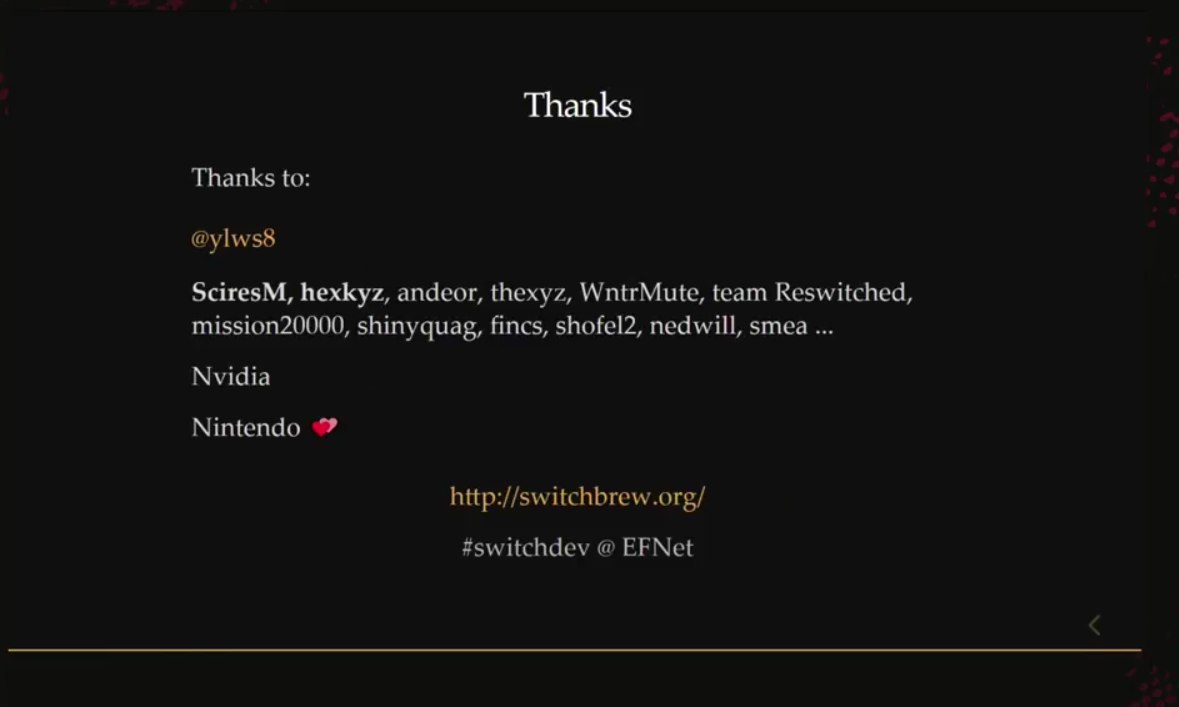 Thanks
Thanks to:
@ylws8
SciresM, hexkyz, andeor, thexyz, WntrMute, team Reswitched,
mission20000, shinyquag, fincs, shofel2, nedwill, smea ...
Nvidia
Nintendo 💕
http://switchbrew.org/
#switchdev @ EFNet